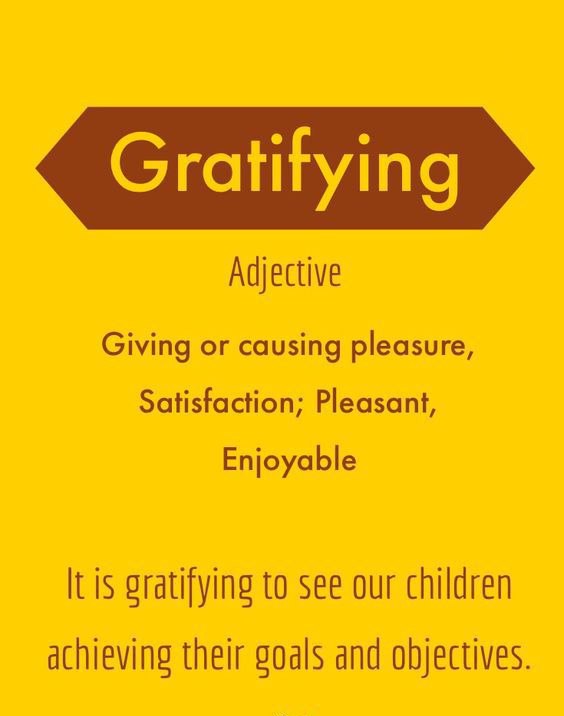 Gratifying
Adjective
Giving or causing pleasure,
Satisfaction; Pleasant,
Enjoyable
It is gratifying to see our children
achieving their goals and objectives.